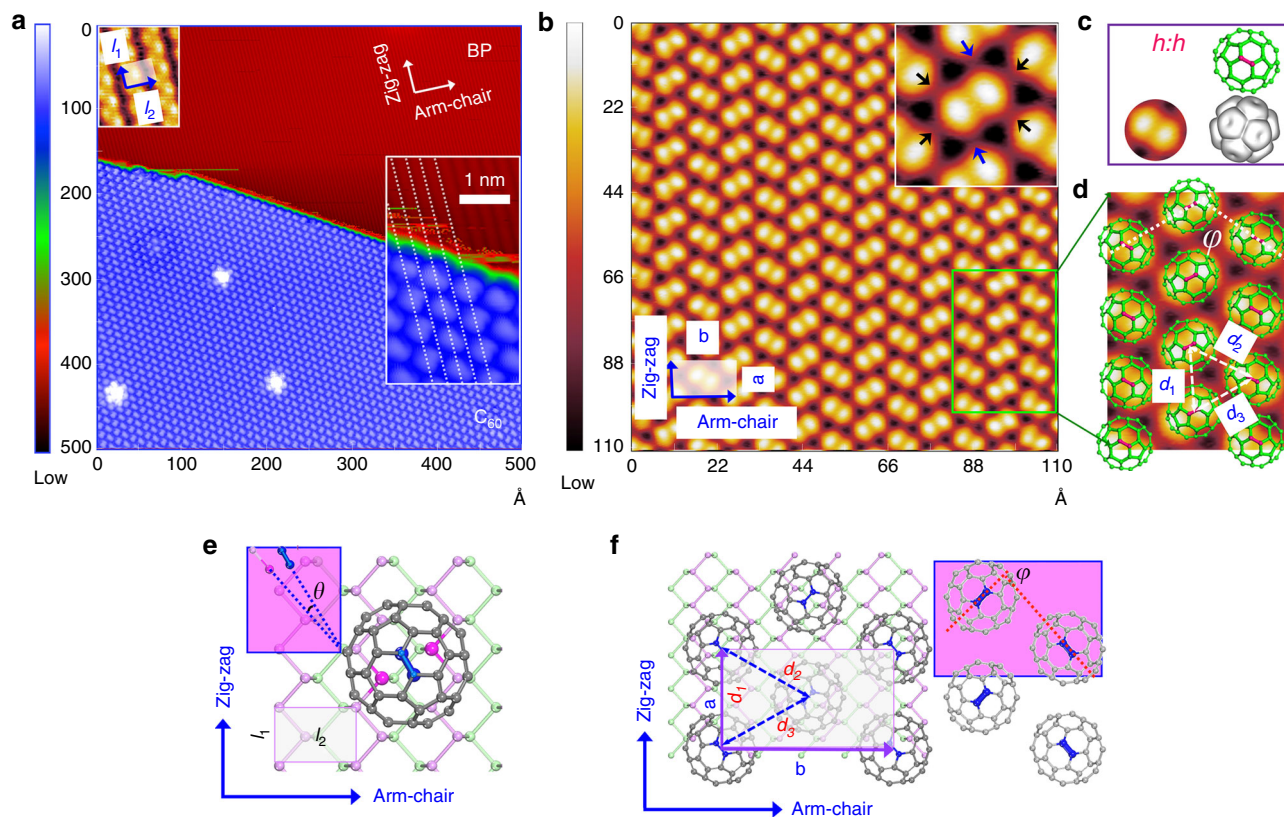 a
0
100
200
300
400
500
Low
0
100
200
300
400
500
Å
l1
l2
BP
Zig-zag
Arm-chair
1 nm
C60
b
0
22
44
66
88
110
Low
0
22
44
66
88
110
Å
b
a
Zig-zag
Arm-chair
c
h:h
d
φ
d2
d1
d3
e
θ
Zig-zag
l1
l2
Arm-chair
f
φ
Zig-zag
d2
d1
a
d3
b
Arm-chair